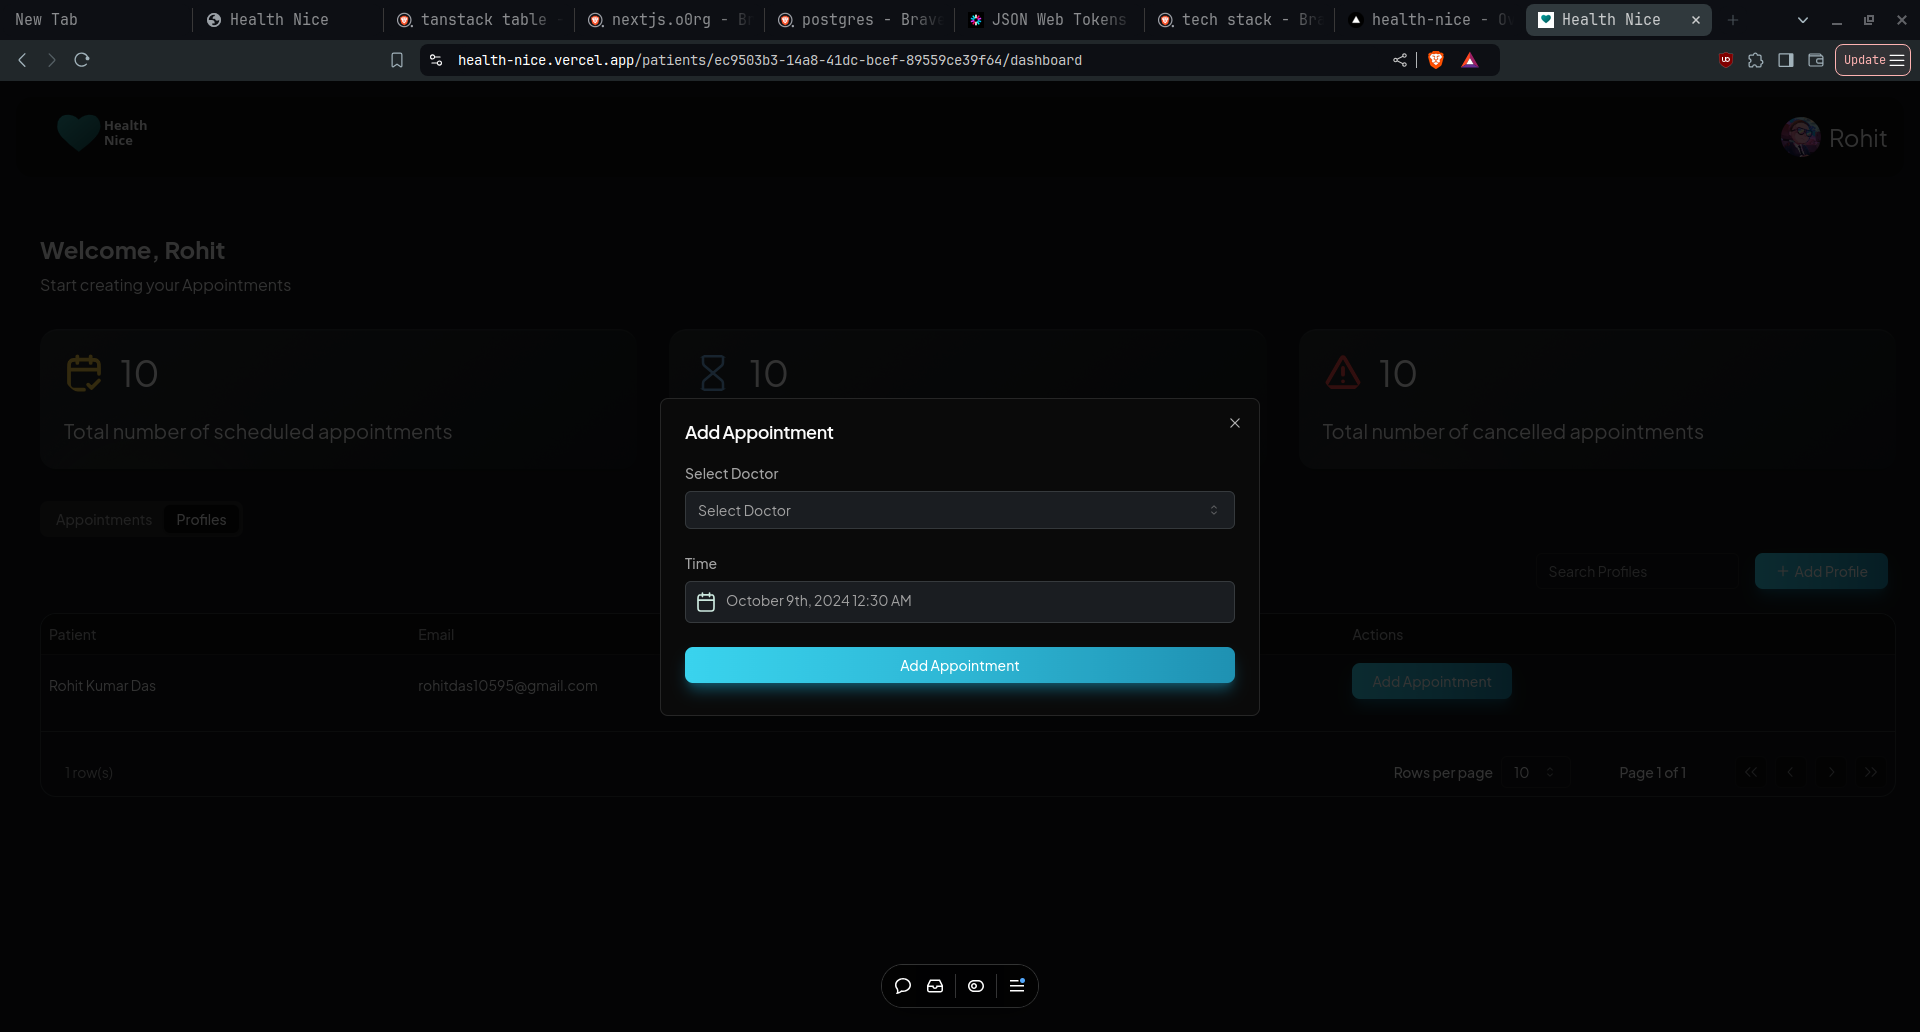 New Tab
Health Nice
tanstack table -
nextjs.o0rg - Br
postgres - Brave
JSON Web Tokens
tech stack - Bra
health-nice - Ov
Health Nice
health-nice.vercel.app/patients/ec9503b3-14a8-41dc-bcef-89559ce39f64/dashboard
Update
Health
Nice
Rohit
Welcome, Rohit
Start creating your Appointments
10
Total number of scheduled appointments
10
10
Total number of cancelled appointments
Add Appointment
Select Doctor
Select Doctor
Time
October 9th, 2024 12:30 AM
Add Appointment
Appointments
Profiles
Search Profiles
+ Add Profile
Patient
Email
Actions
Rohit Kumar Das
rohitdas10595@gmail.com
Add Appointment
1 row(s)
Rows per page
10
Page 1 of 1